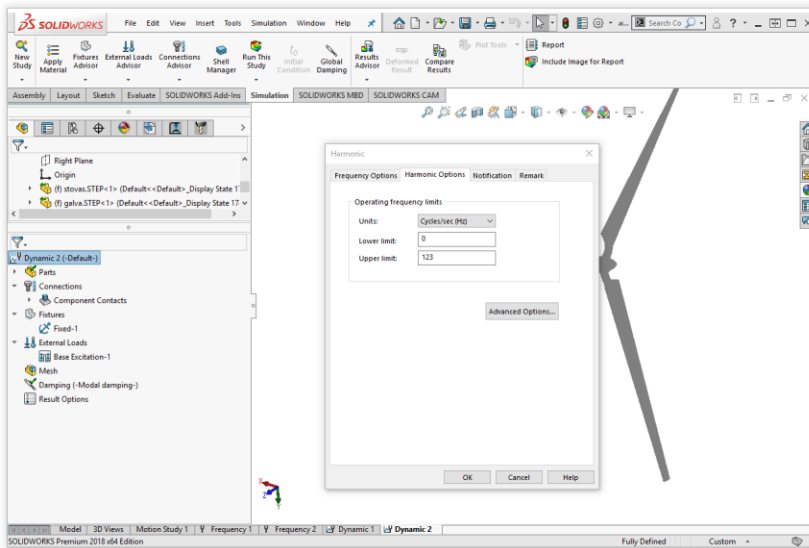 SOLIDWORKS File Edit View Insert Tools Simulation Window Help Search Co ?
New Study
Apply Material
Fixtures Advisor
External Loads Advisor
Connections Advisor
Shell Manager
Run This Study
Initial Condition
Global Damping
Results Advisor
Deformed Result
Compare Results
Plot Tools
Report
Include Image for Report
Assembly Layout Sketch Evaluate SOLIDWORKS Add-Ins Simulation SOLIDWORKS MBD SOLIDWORKS CAM
Right Plane
Origin
(f) stovas.STEP<1> (Default<<Default>_Display State 1
(f) galva.STEP<1> (Default<<Default>_Display State 17
Dynamic 2 (-Default-)
Parts
Connections
Component Contacts
Fixtures
Fixed-1
External Loads
Base Excitation-1
Mesh
Damping (-Modal damping-)
Result Options
Harmonic
Frequency Options Harmonic Options Notification Remark
Operating frequency limits
Units: Cycles/sec (Hz)
Lower limit: 0
Upper limit: 123
Advanced Options...
OK Cancel Help
Model 3D Views Motion Study 1 Frequency 1 Frequency 2 Dynamic 1 Dynamic 2
SOLIDWORKS Premium 2018 x64 Edition Fully Defined Custom